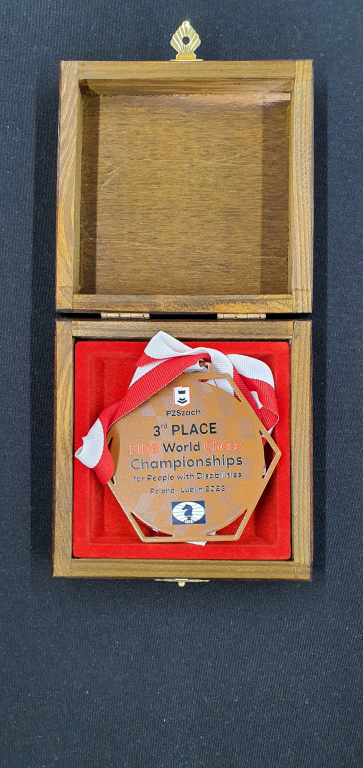 PZSzach
3rd PLACE
FIDE World Chess
Championships
for People with Disabilities
Poland - Lublin 2023